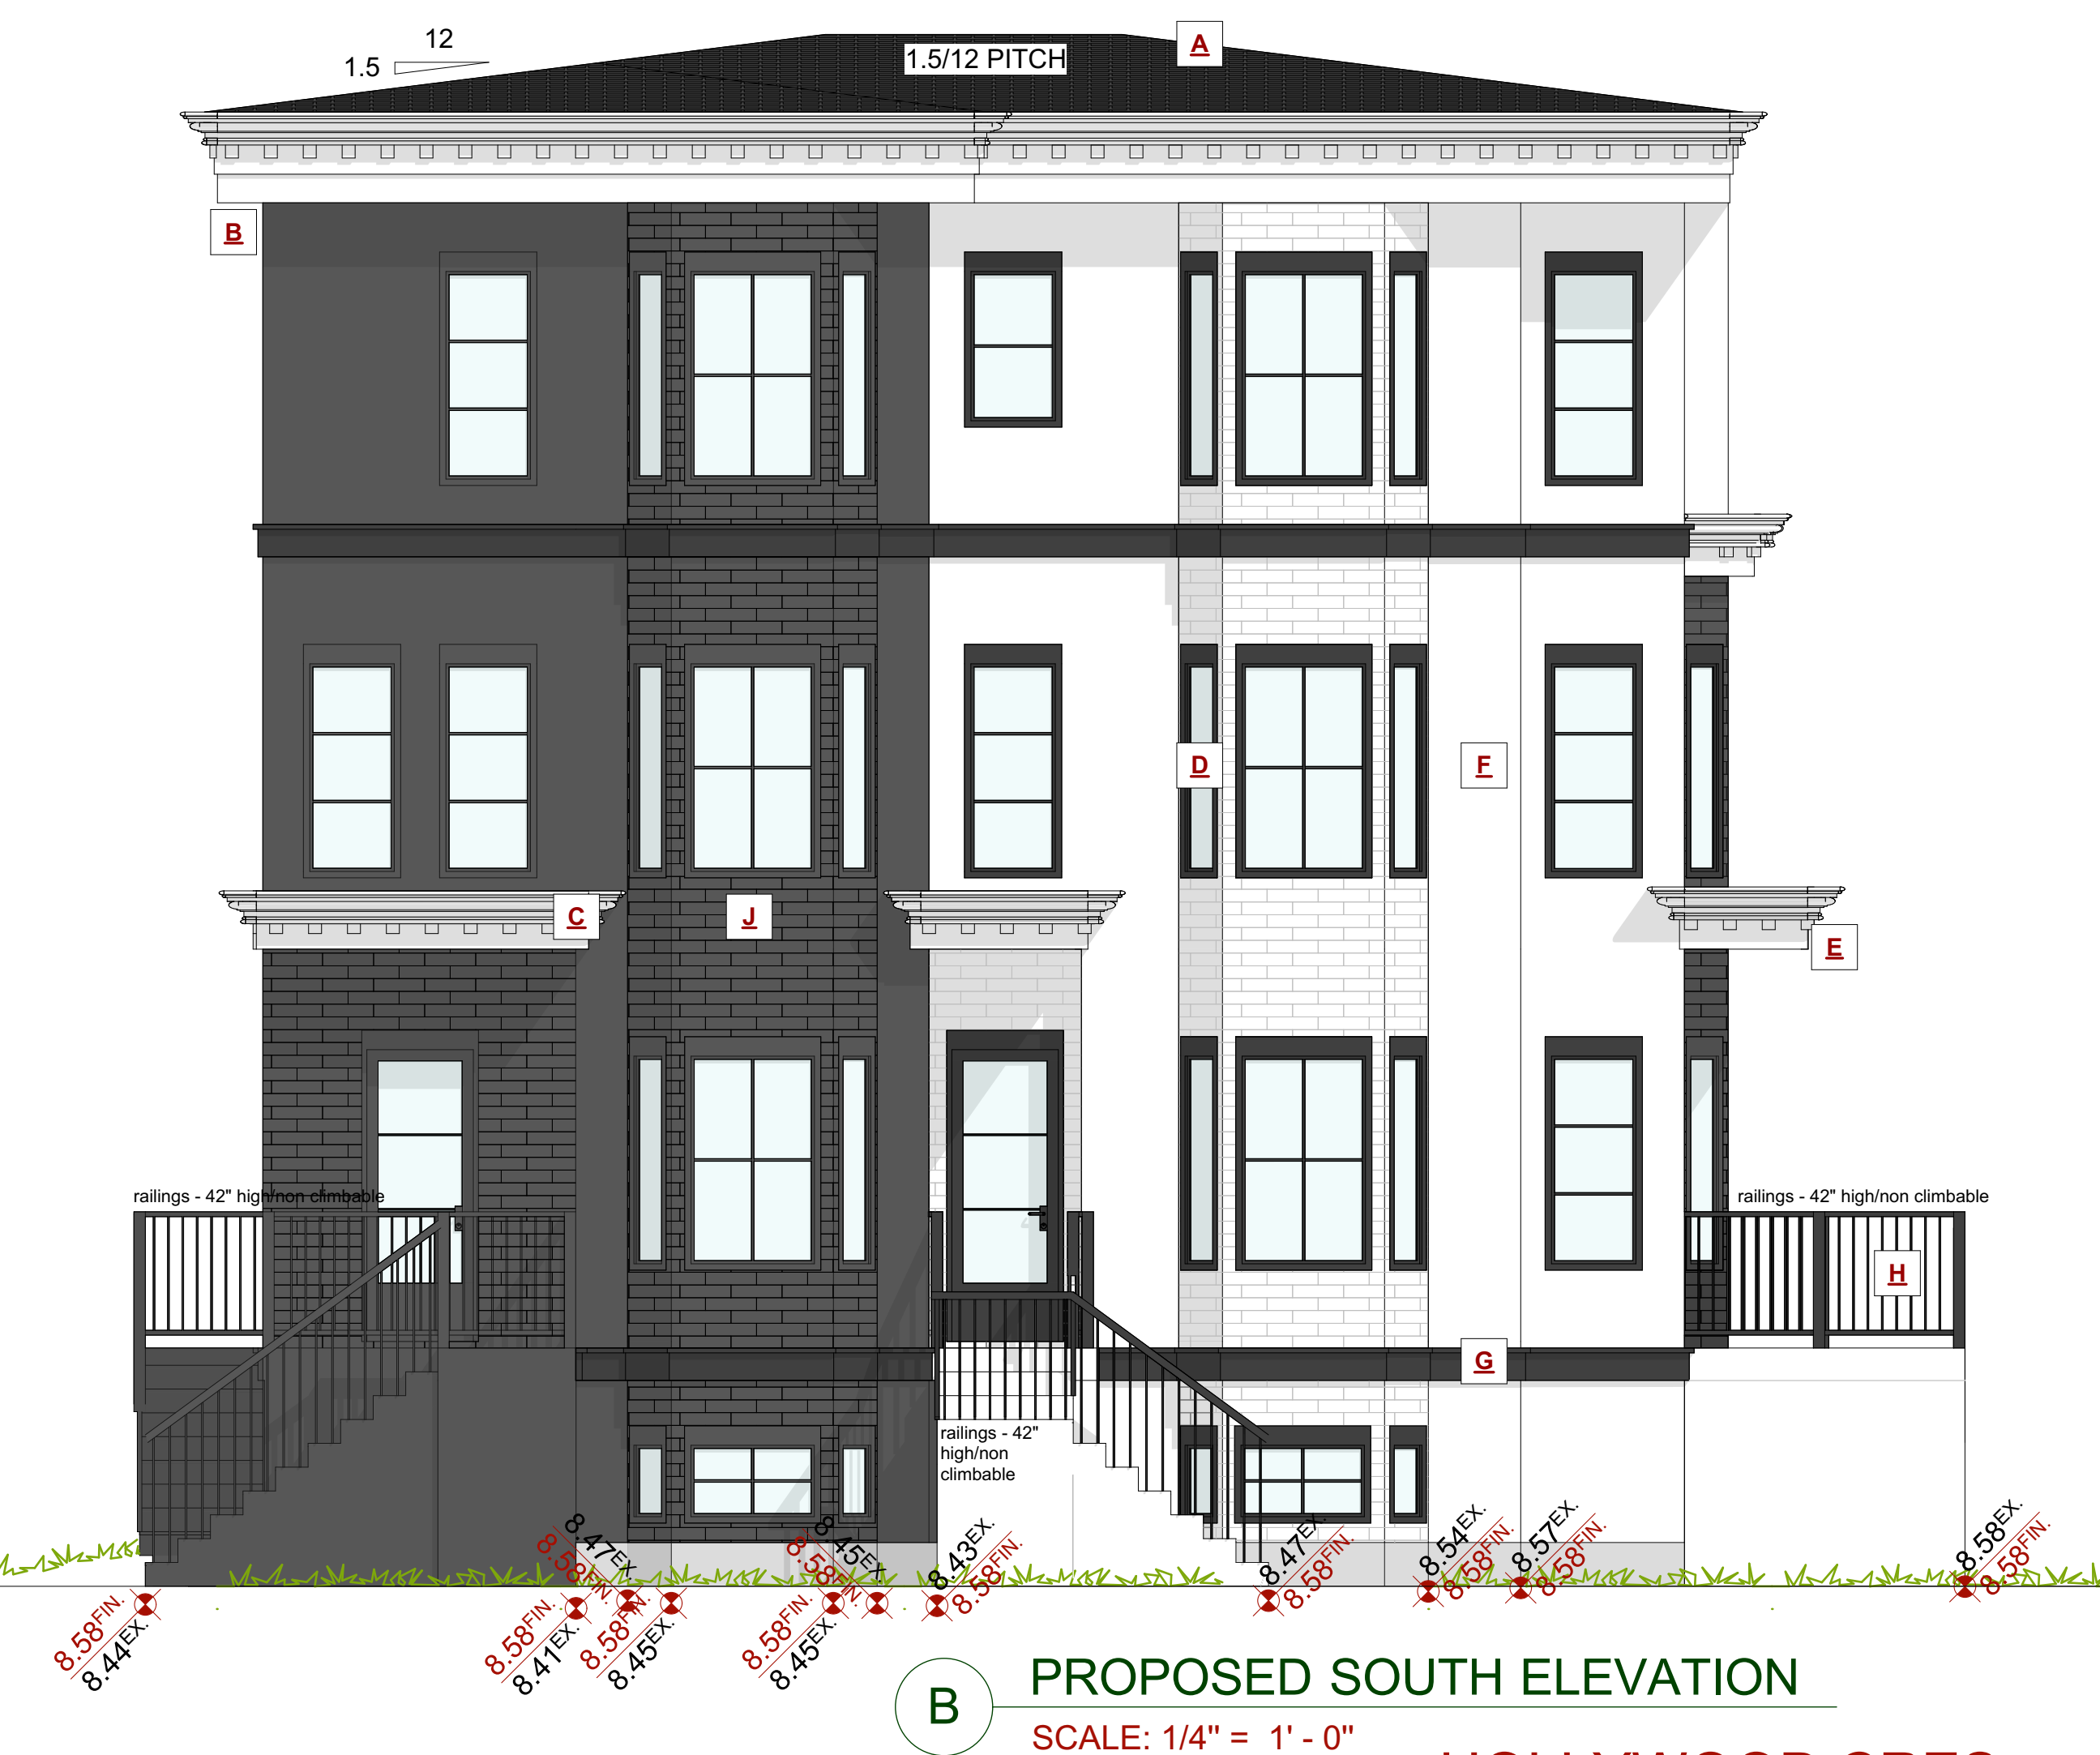 12
1.5
1.5/12 PITCH
A
B
D
F
C
J
E
railings - 42" high/non climbable
railings - 42" high/non climbable
H
G
railings - 42"
high/non
climbable
8.58FIN.
8.44EX.
8.58FIN.
8.41EX.
8.47EX.
8.58FIN.
8.58FIN.
8.45EX.
8.58FIN.
8.45EX.
8.45EX.
8.58FIN.
8.43EX.
8.58FIN.
8.47EX.
8.58FIN.
8.54EX.
8.58FIN.
8.57EX.
8.58FIN.
8.58EX.
8.58FIN.
B
PROPOSED SOUTH ELEVATION
SCALE: 1/4" = 1' - 0"